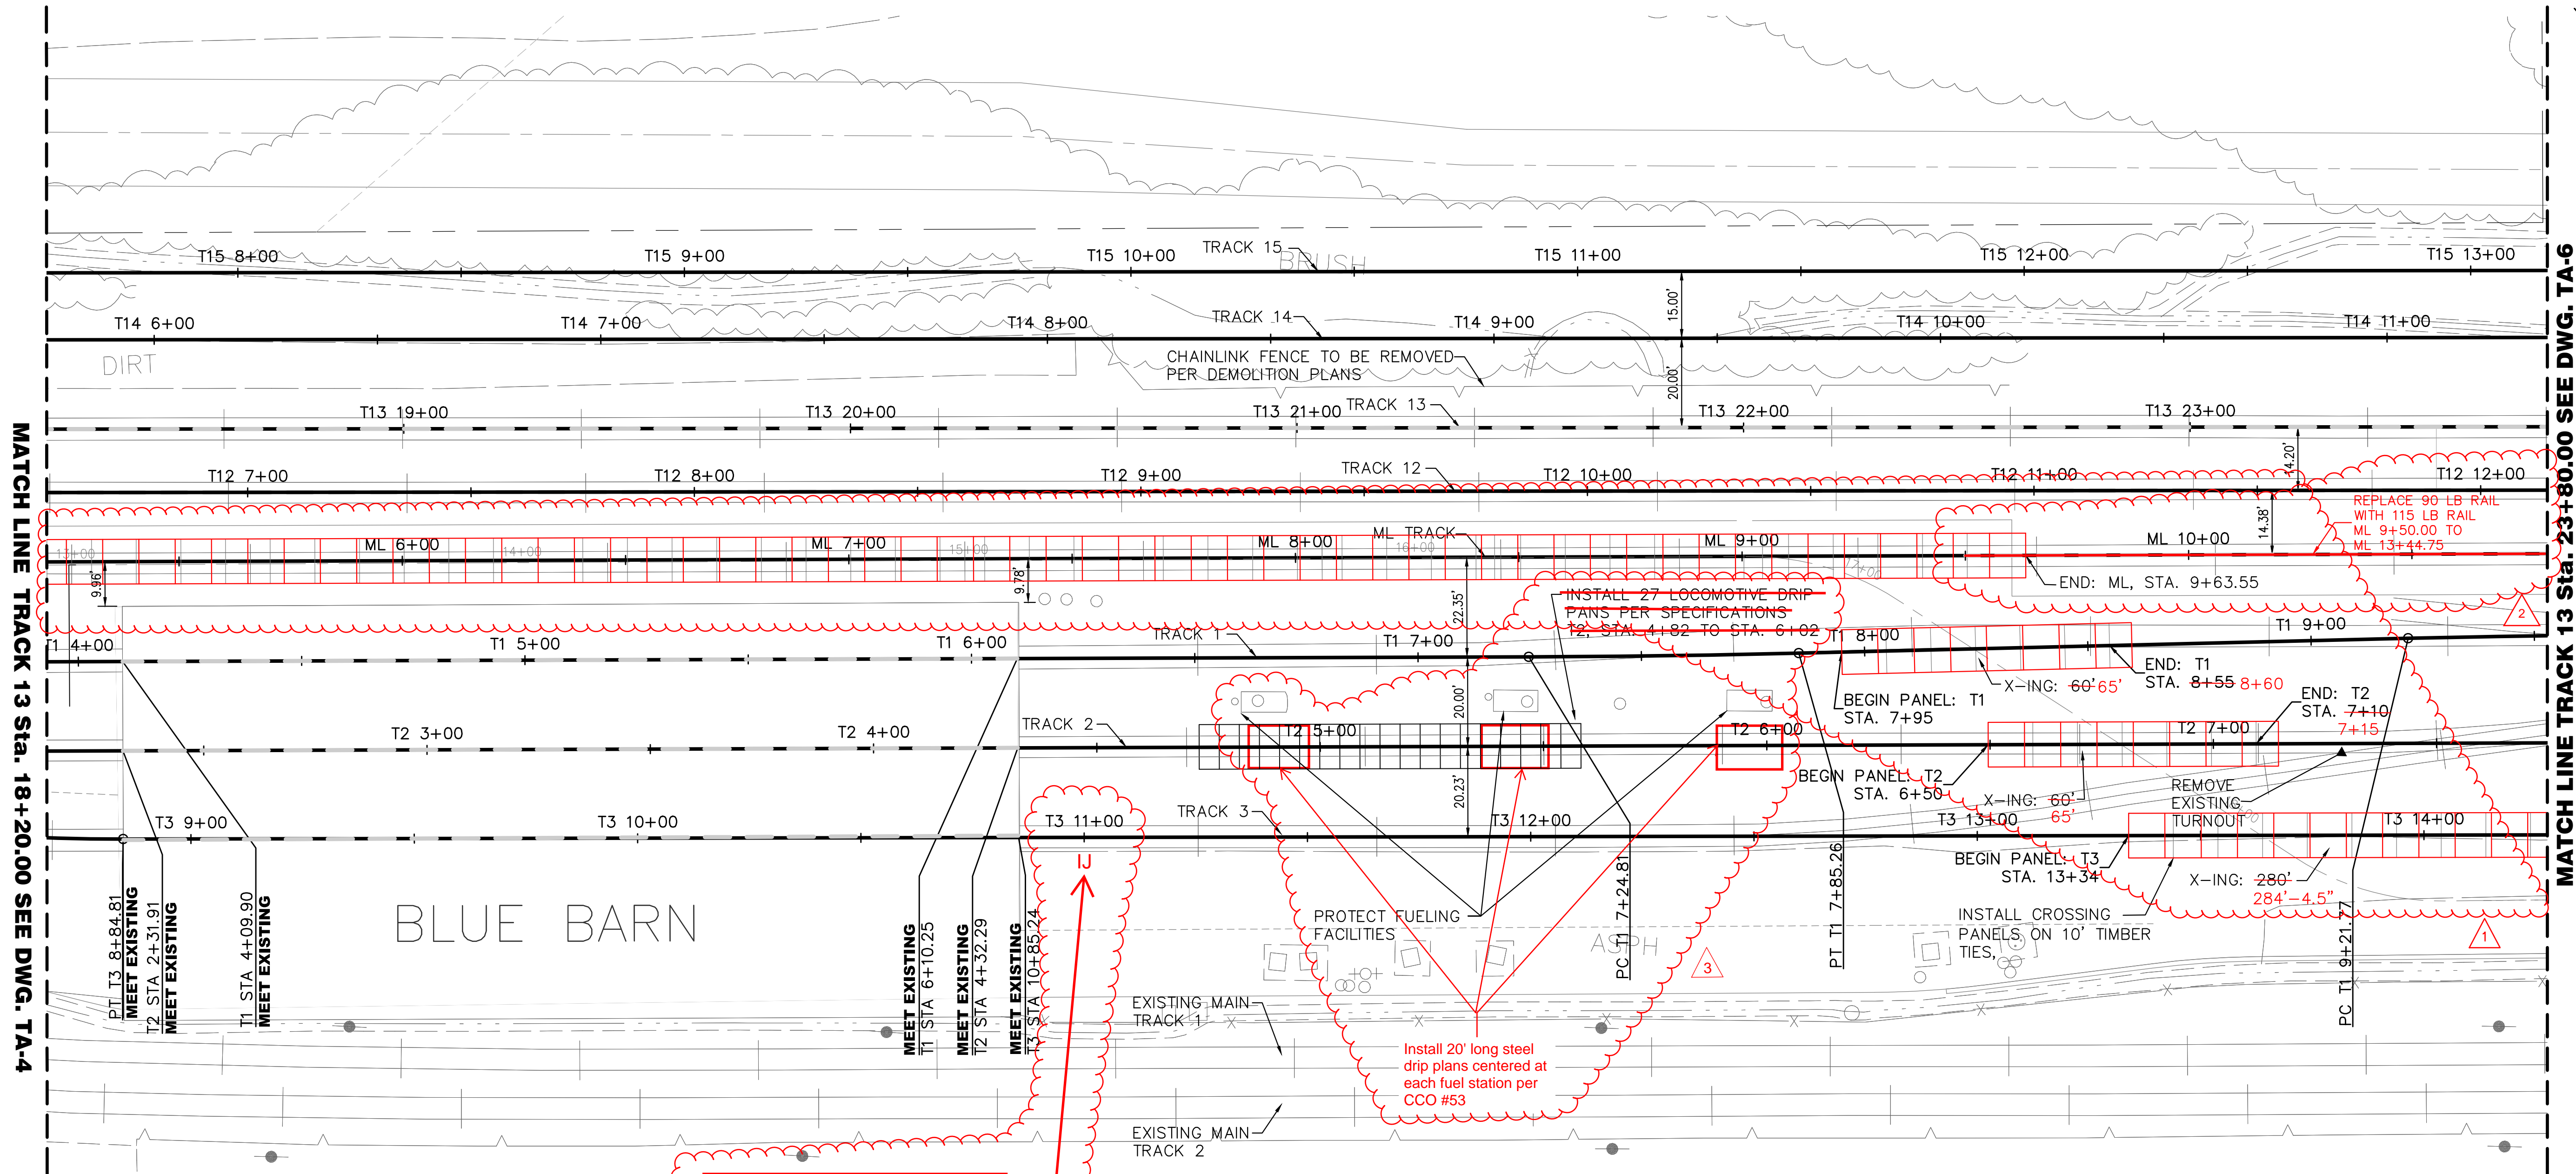 MATCH LINE TRACK 13 Sta. 18+20.00 SEE DWG. TA-4
MATCH LINE TRACK 13 Sta. 23+80.00 SEE DWG. TA-6
T15 8+00
T15 9+00
T15 10+00
TRACK 15
BRUSH
T15 11+00
T15 12+00
T15 13+00
15.00'
T14 6+00
T14 7+00
T14 8+00
TRACK 14
T14 9+00
T14 10+00
T14 11+00
DIRT
CHAINLINK FENCE TO BE REMOVED
PER DEMOLITION PLANS
20.00'
T13 19+00
T13 20+00
T13 21+00
TRACK 13
T13 22+00
T13 23+00
14.20'
T12 7+00
T12 8+00
T12 9+00
TRACK 12
T12 10+00
T12 11+00
T12 12+00
REPLACE 90 LB RAIL
WITH 115 LB RAIL
ML 9+50.00 TO
ML 13+44.75
14.38'
13+00
ML 6+00
14+00
ML 7+00
15+00
ML 8+00
ML TRACK
16+00
ML 9+00
17+00
ML 10+00
END: ML, STA. 9+63.55
9.96'
9.78'
22.35'
INSTALL 27 LOCOMOTIVE DRIP
PANS PER SPECIFICATIONS
T2, STA. 4+82 TO STA. 6+02
2
T1 4+00
T1 5+00
T1 6+00
TRACK 1
T1 7+00
T1 8+00
T1 9+00
END: T1
STA. 8+55 8+60
X-ING: 60' 65'
BEGIN PANEL: T1
STA. 7+95
20.00'
END: T2
STA. 7+10
7+15
T2 3+00
T2 4+00
TRACK 2
T2 5+00
T2 6+00
T2 7+00
BEGIN PANEL: T2
STA. 6+50
X-ING: 60'
65'
REMOVE
EXISTING
TURNOUT
20.23'
T3 9+00
T3 10+00
T3 11+00
TRACK 3
T3 12+00
T3 13+00
T3 14+00
BEGIN PANEL: T3
STA. 13+34
X-ING: 280'
284'-4.5"
IJ
BLUE BARN
PT T3 8+84.81
MEET EXISTING
T2 STA 2+31.91
MEET EXISTING
T1 STA 4+09.90
MEET EXISTING
MEET EXISTING
T1 STA 6+10.25
MEET EXISTING
T2 STA 4+32.29
MEET EXISTING
T3 STA 10+85.24
PROTECT FUELING
FACILITIES
ASPH
PC T1 7+24.81
3
PT T1 7+85.26
INSTALL CROSSING
PANELS ON 10' TIMBER
TIES,
PC T1 9+21.77
1
EXISTING MAIN
TRACK 1
Install 20' long steel
drip plans centered at
each fuel station per
CCO #53
EXISTING MAIN
TRACK 2